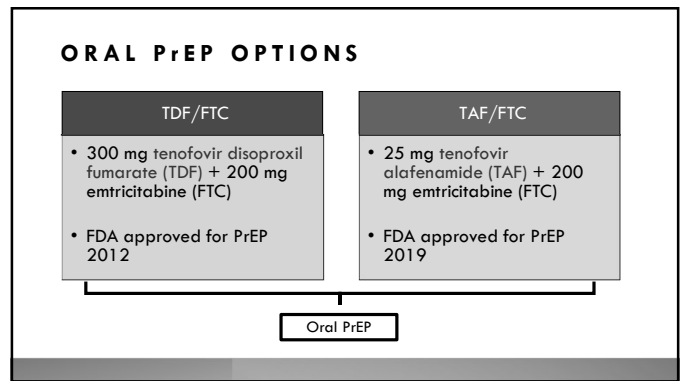 ORAL PrEP OPTIONS
TDF/FTC
• 300 mg tenofovir disoproxil
fumarate (TDF) + 200 mg
emtricitabine (FTC)
• FDA approved for PrEP
2012
TAF/FTC
• 25 mg tenofovir
alafenamide (TAF) + 200
mg emtricitabine (FTC)
• FDA approved for PrEP
2019
Oral PrEP